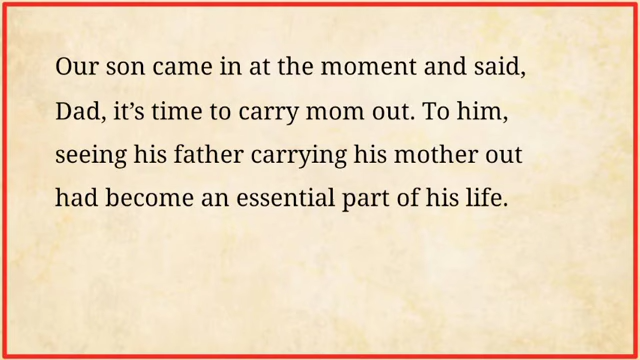 Our son came in at the moment and said,
Dad, it’s time to carry mom out. To him,
seeing his father carrying his mother out
had become an essential part of his life.